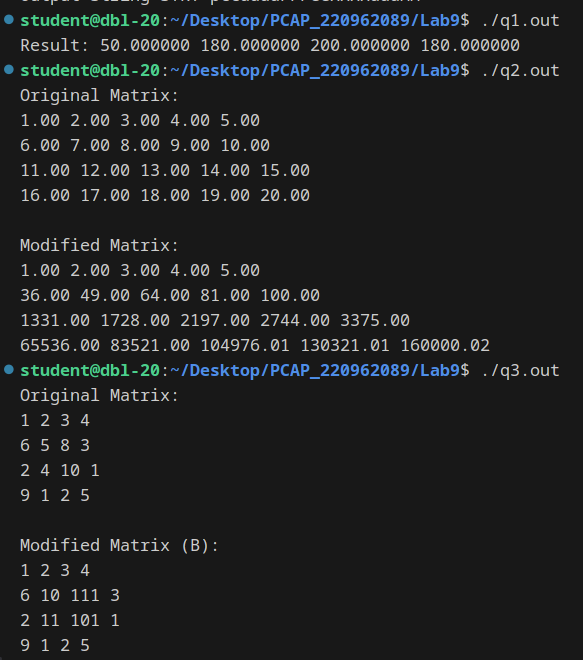 student@dbl-20:~/Desktop/PCAP_220962089/Lab9$ ./q1.out
Result: 50.000000 180.000000 200.000000 180.000000
student@dbl-20:~/Desktop/PCAP_220962089/Lab9$ ./q2.out
Original Matrix:
1.00 2.00 3.00 4.00 5.00
6.00 7.00 8.00 9.00 10.00
11.00 12.00 13.00 14.00 15.00
16.00 17.00 18.00 19.00 20.00
Modified Matrix:
1.00 2.00 3.00 4.00 5.00
36.00 49.00 64.00 81.00 100.00
1331.00 1728.00 2197.00 2744.00 3375.00
65536.00 83521.00 104976.01 130321.01 160000.02
student@dbl-20:~/Desktop/PCAP_220962089/Lab9$ ./q3.out
Original Matrix:
1 2 3 4
6 5 8 3
2 4 10 1
9 1 2 5
Modified Matrix (B):
1 2 3 4
6 10 111 3
2 11 101 1
9 1 2 5